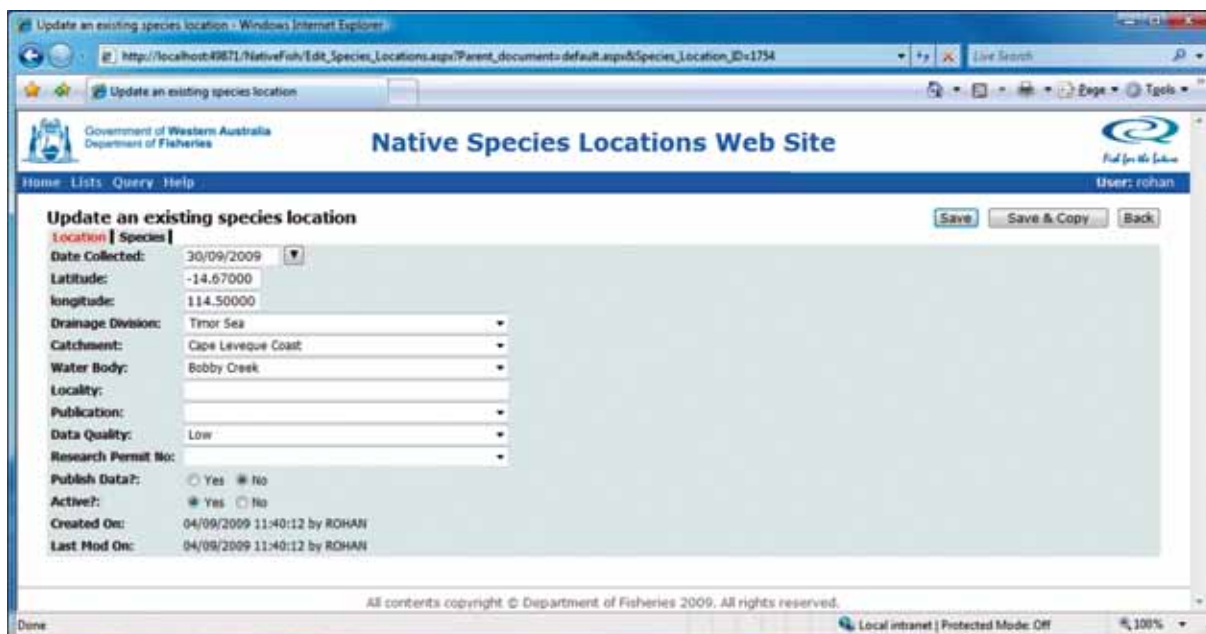 Update an existing species location - Windows Internet Explorer
http://localhost:49871/NativeFish/Edit_Species_Locations.aspx?Parent_document=default.aspx&Species_Location_ID=1754
Live Search
Update an existing species location
Page Tools
Government of Western Australia
Department of Fisheries
Native Species Locations Web Site
Fish for the future
Home Lists Query Help User: rohan
Update an existing species location Save Save & Copy Back
Location Species
Date Collected: 30/09/2009
Latitude: -14.67000
longitude: 114.50000
Drainage Division: Timor Sea
Catchment: Cape Leveque Coast
Water Body: Bobby Creek
Locality:
Publication:
Data Quality: Low
Research Permit No:
Publish Data?: Yes No
Active?: Yes No
Created On: 04/09/2009 11:40:12 by ROHAN
Last Mod On: 04/09/2009 11:40:12 by ROHAN
All contents copyright © Department of Fisheries 2009. All rights reserved.
Done Local intranet | Protected Mode: Off 100%